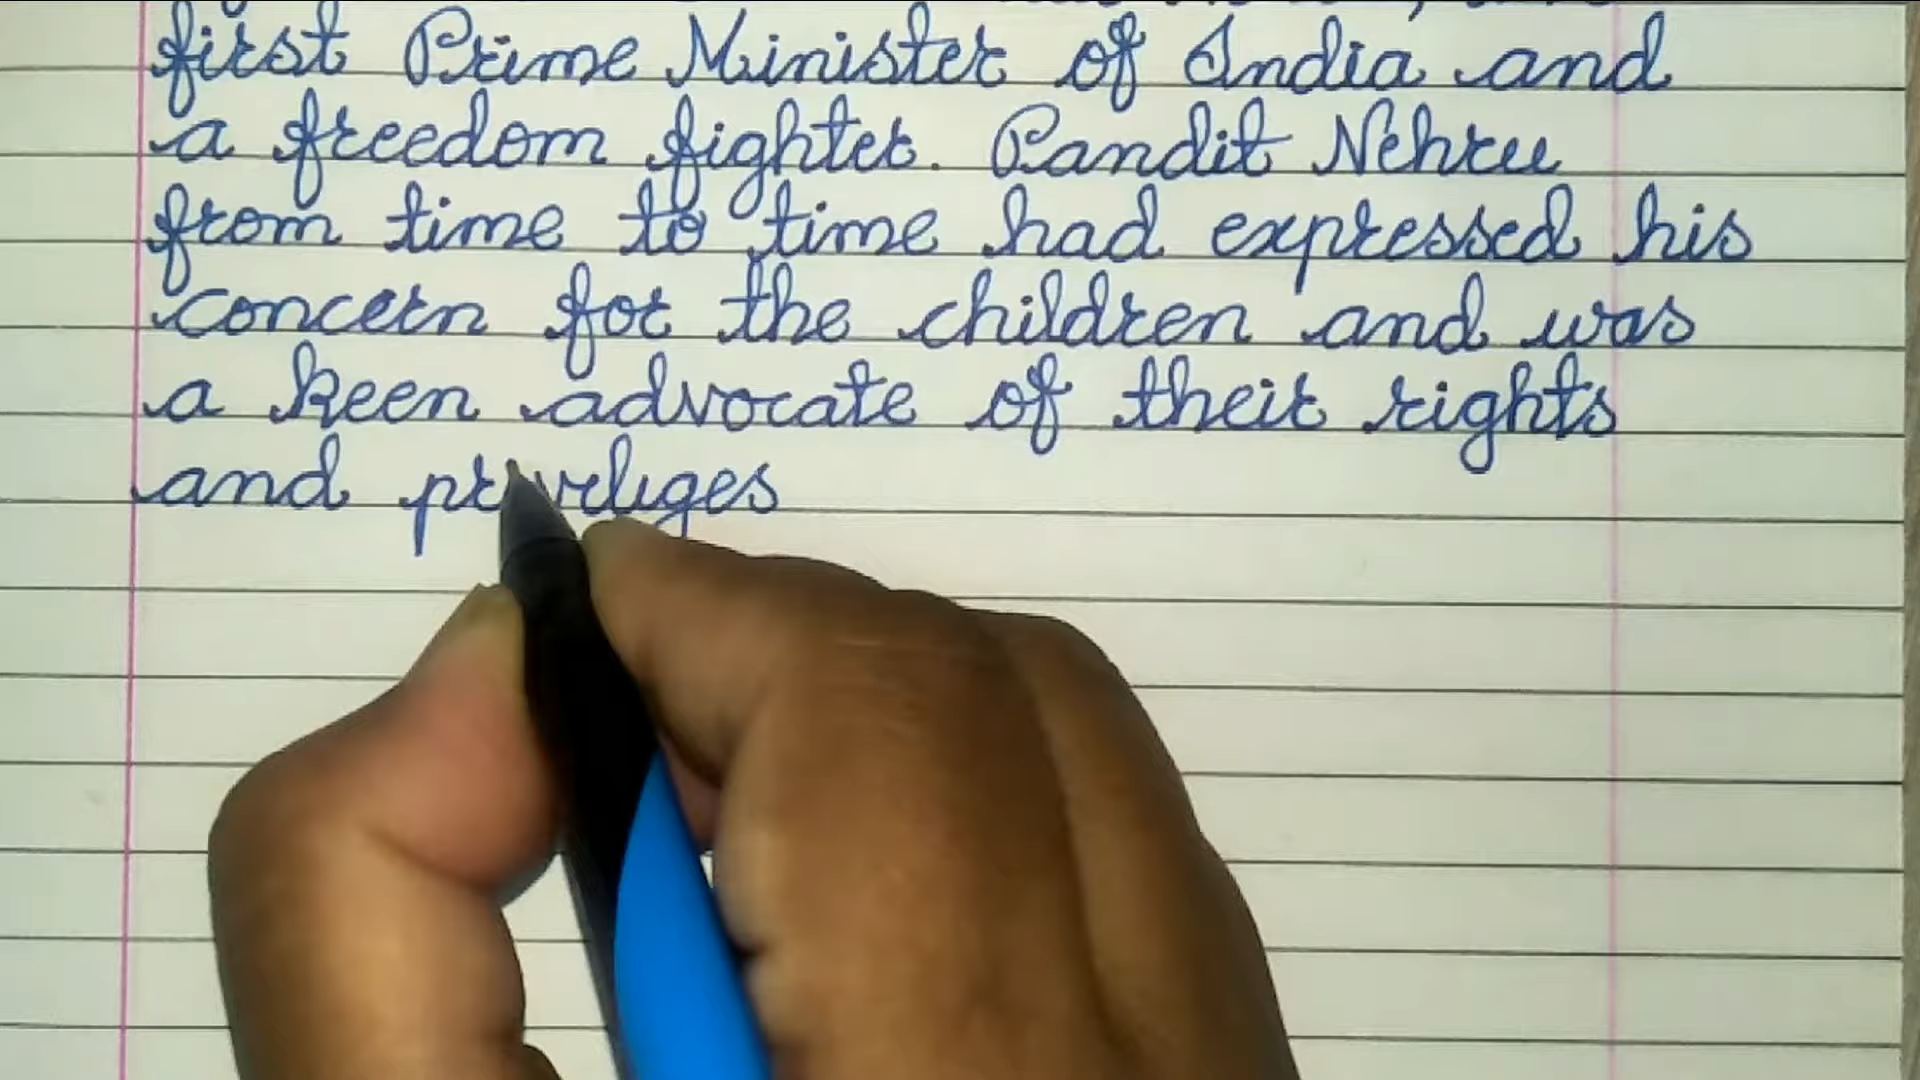 first Prime Minister of India and
a freedom fighter. Pandit Nehru
from time to time had expressed his
concern for the children and was
a keen advocate of their rights
and priveliges